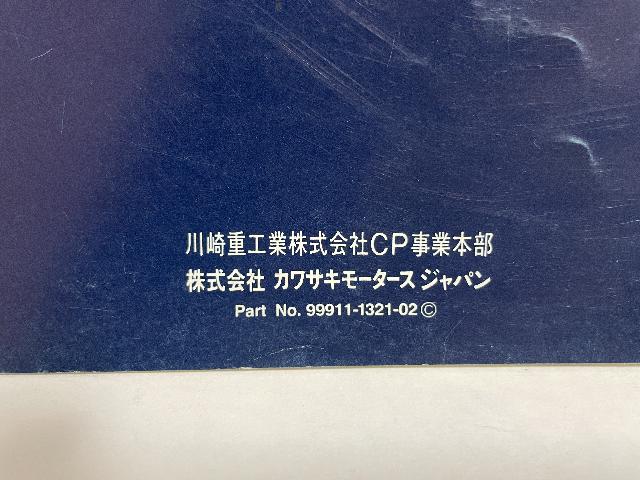 川崎重工業株式会社CP事業本部
株式会社 カワサキモータース ジャパン
Part No. 99911-1321-02 ©